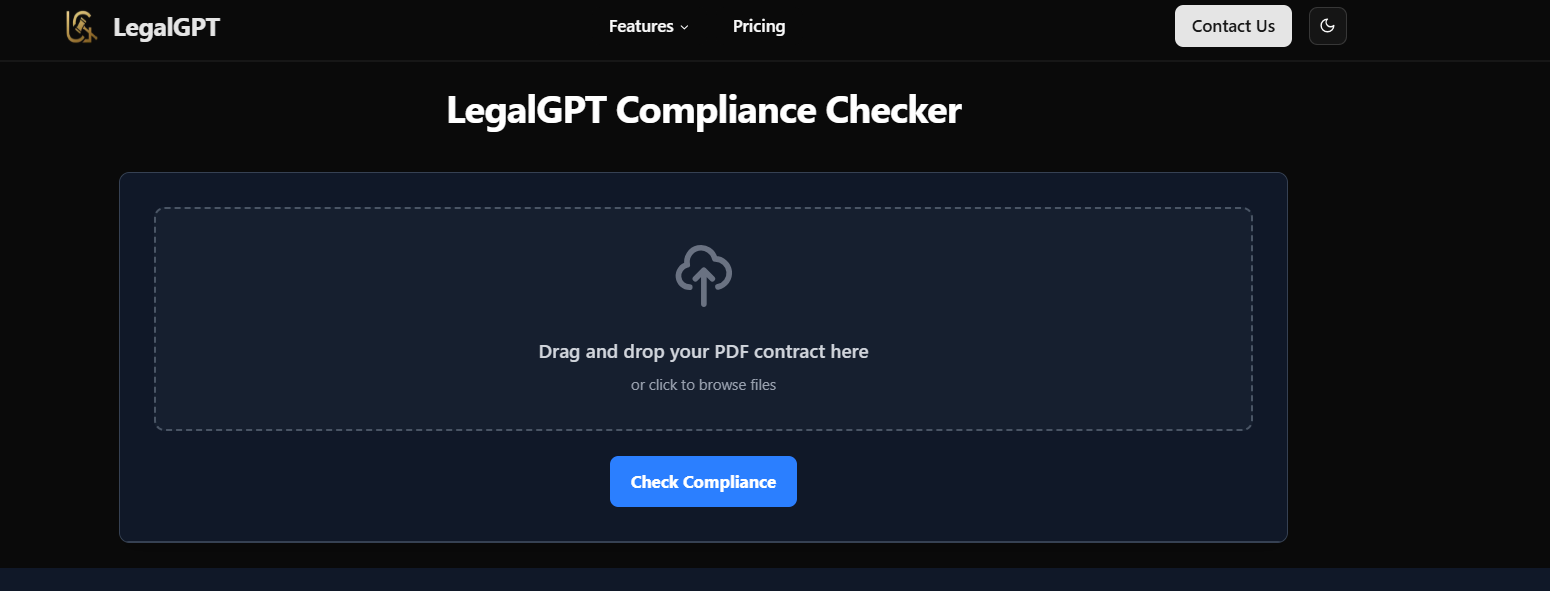 LegalGPT
Features
Pricing
Contact Us
LegalGPT Compliance Checker
Drag and drop your PDF contract here
or click to browse files
Check Compliance